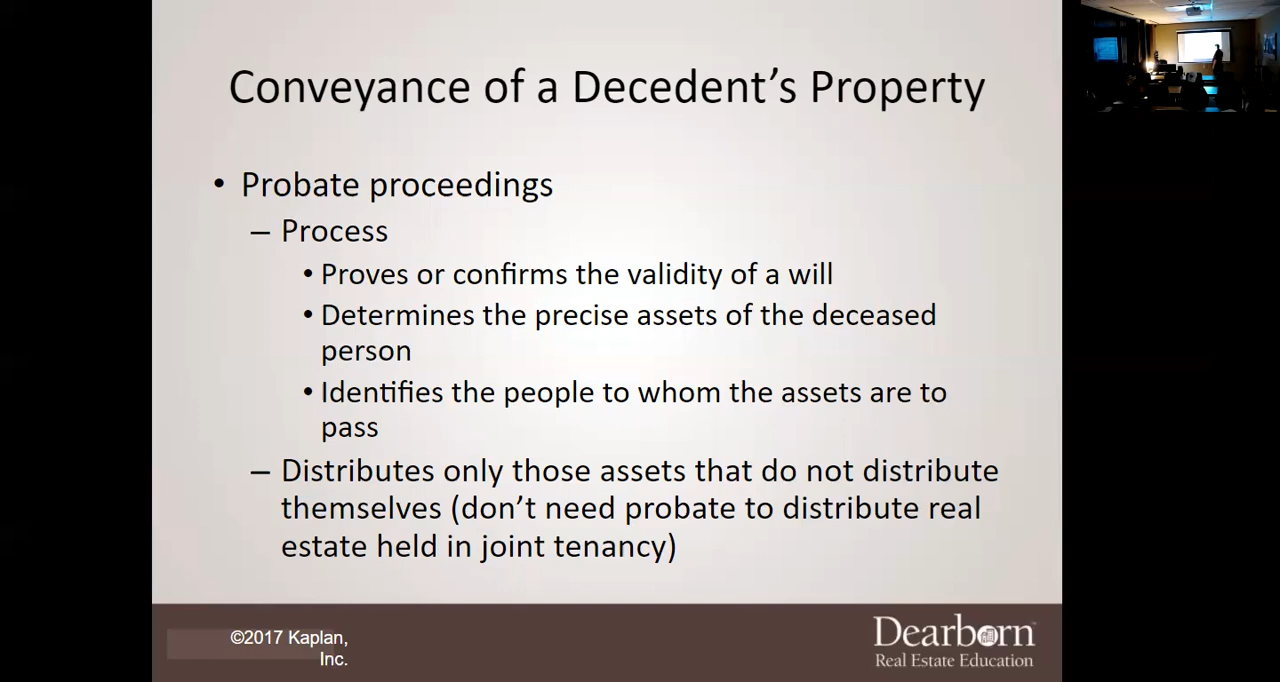 Conveyance of a Decedent's Property
• Probate proceedings
– Process
• Proves or confirms the validity of a will
• Determines the precise assets of the deceased
person
• Identifies the people to whom the assets are to
pass
– Distributes only those assets that do not distribute
themselves (don't need probate to distribute real
estate held in joint tenancy)
©2017 Kaplan,
Inc.
Dearborn™
Real Estate Education